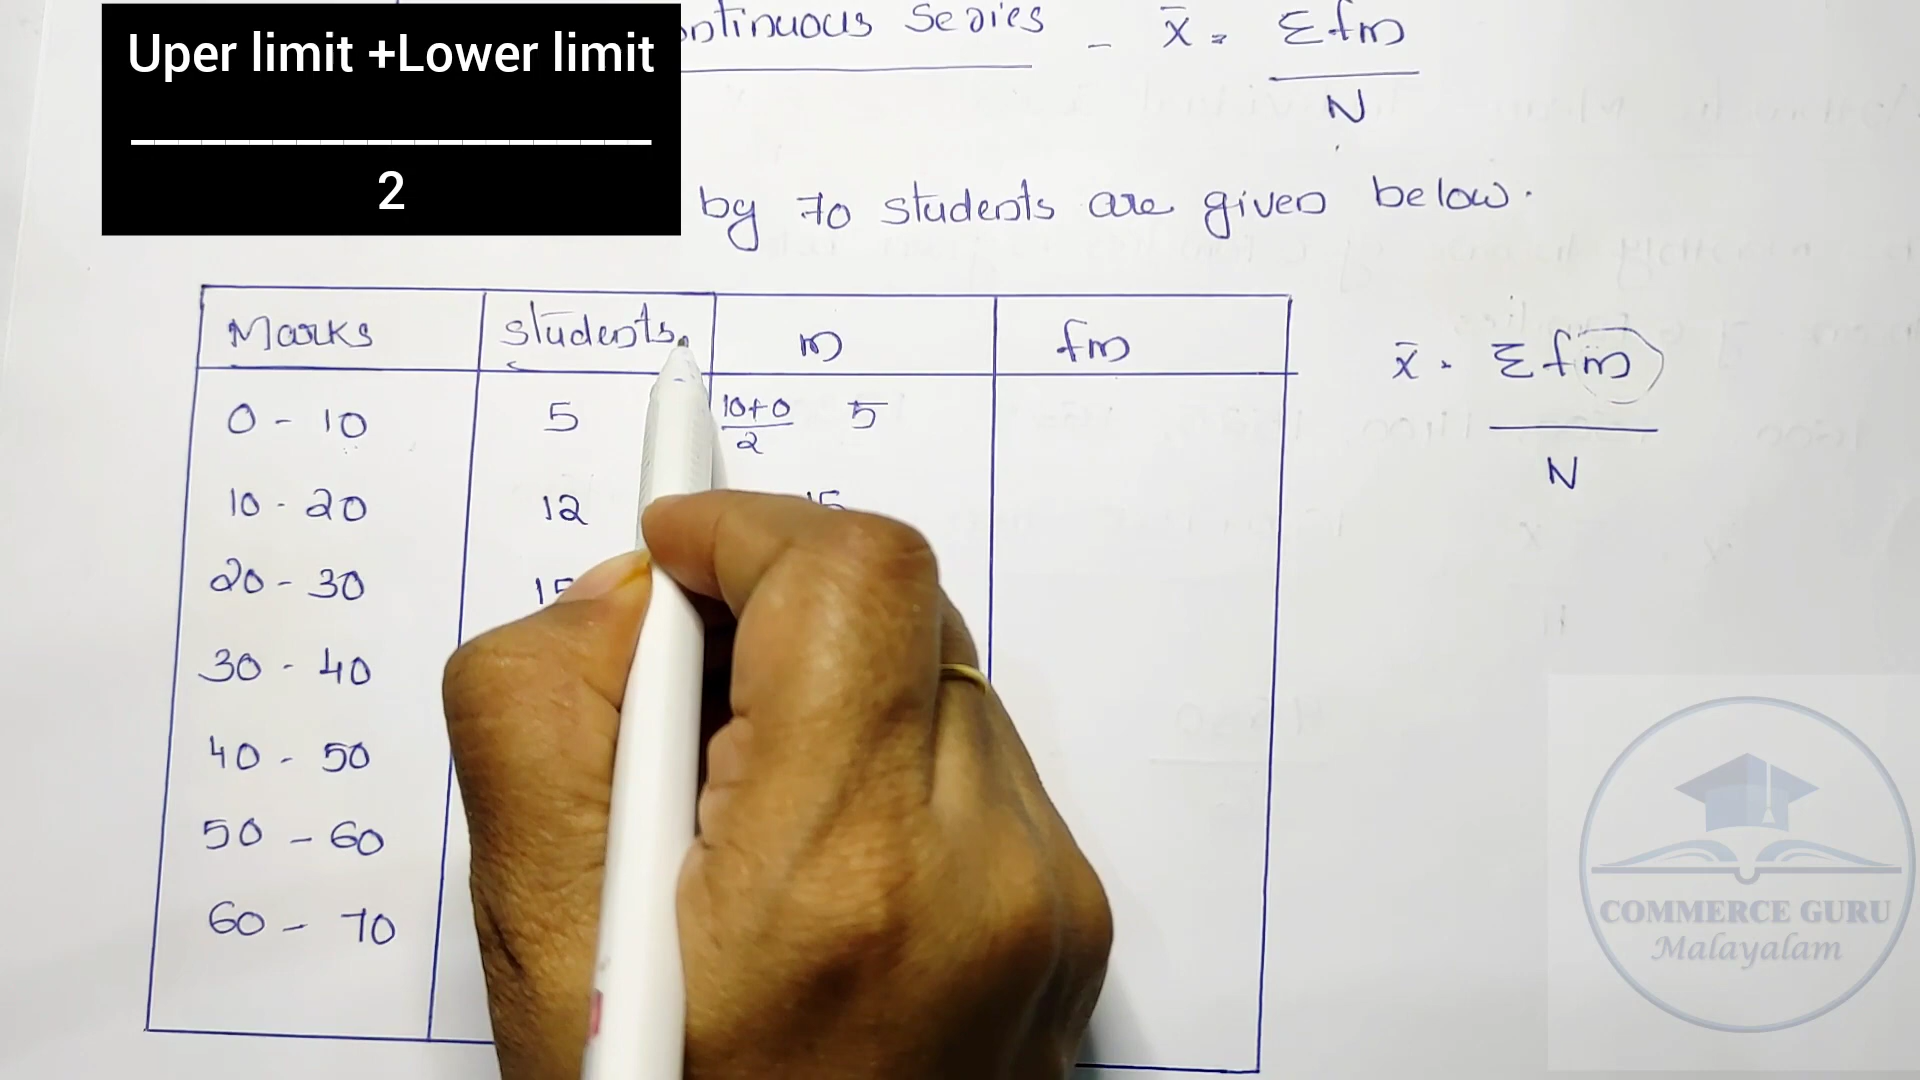 Uper limit +Lower limit
2
Series - x̄ = Σfm
N
by 70 students are given below.
Marks students m fm
0 - 10 5 10+0 5
2
10 - 20 12 15
20 - 30
30 - 40
40 - 50
50 - 60
60 - 70
x̄ = Σfm
N
COMMERCE GURU
Malayalam